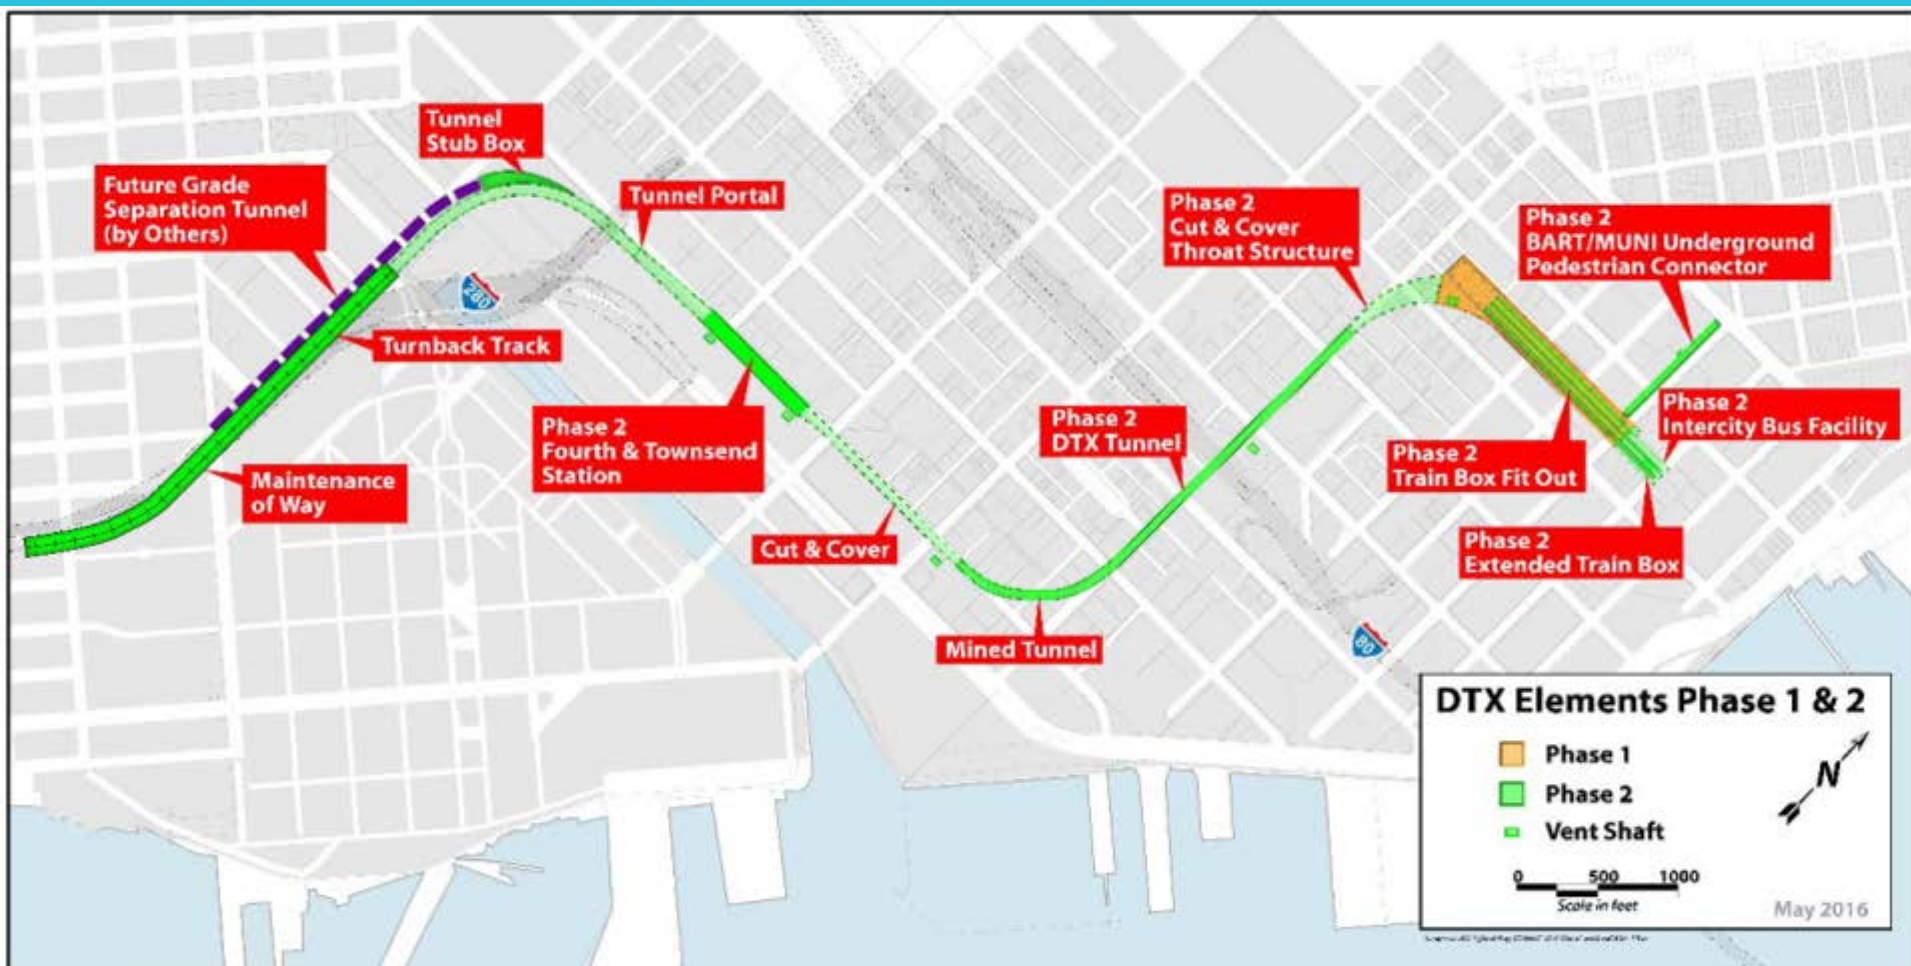 Tunnel
Stub Box
Future Grade
Separation Tunnel
(by Others)
Tunnel Portal
Phase 2
Cut & Cover
Throat Structure
Phase 2
BART/MUNI Underground
Pedestrian Connector
280
Turnback Track
Phase 2
Fourth & Townsend
Station
Phase 2
DTX Tunnel
Phase 2
Intercity Bus Facility
Phase 2
Train Box Fit Out
Maintenance
of Way
Cut & Cover
Phase 2
Extended Train Box
Mined Tunnel
80
DTX Elements Phase 1 & 2
Phase 1
Phase 2
Vent Shaft
N
0 500 1000
Scale in feet
May 2016